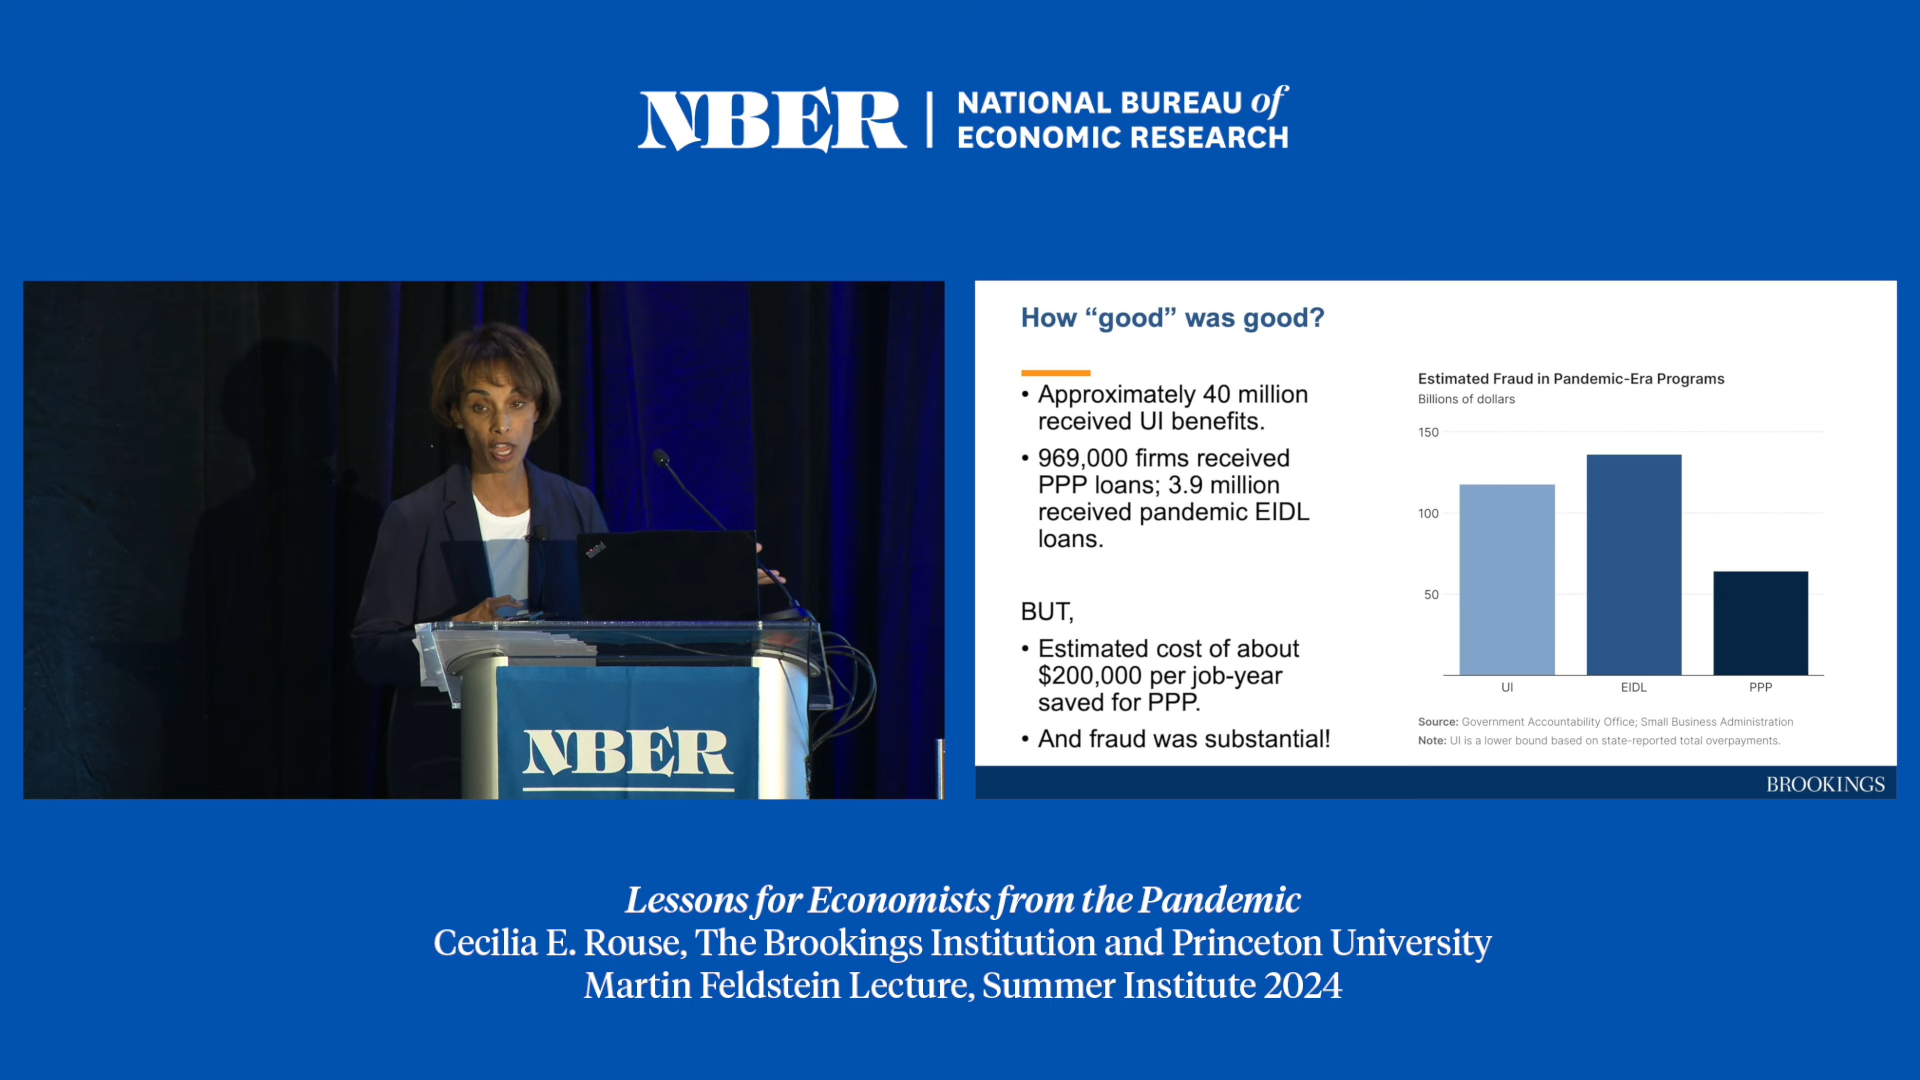 NBER
NATIONAL BUREAU of
ECONOMIC RESEARCH
NBER
How “good” was good?
• Approximately 40 million
received UI benefits.
• 969,000 firms received
PPP loans; 3.9 million
received pandemic EIDL
loans.
BUT,
• Estimated cost of about
$200,000 per job-year
saved for PPP.
• And fraud was substantial!
Estimated Fraud in Pandemic-Era Programs
Billions of dollars
150
100
50
UI EIDL PPP
Source: Government Accountability Office; Small Business Administration
Note: UI is a lower bound based on state-reported total overpayments.
BROOKINGS
Lessons for Economists from the Pandemic
Cecilia E. Rouse, The Brookings Institution and Princeton University
Martin Feldstein Lecture, Summer Institute 2024